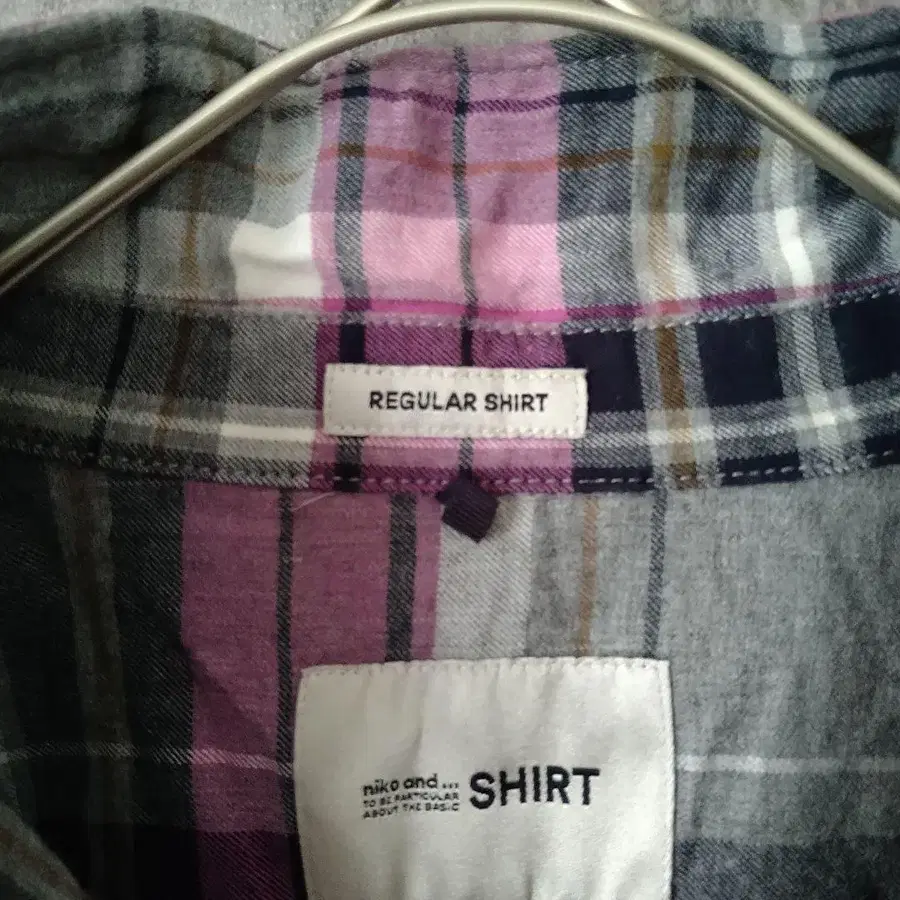 REGULAR SHIRT
niko and... SHIRT
TO BE PARTICULAR
ABOUT THE BASIC